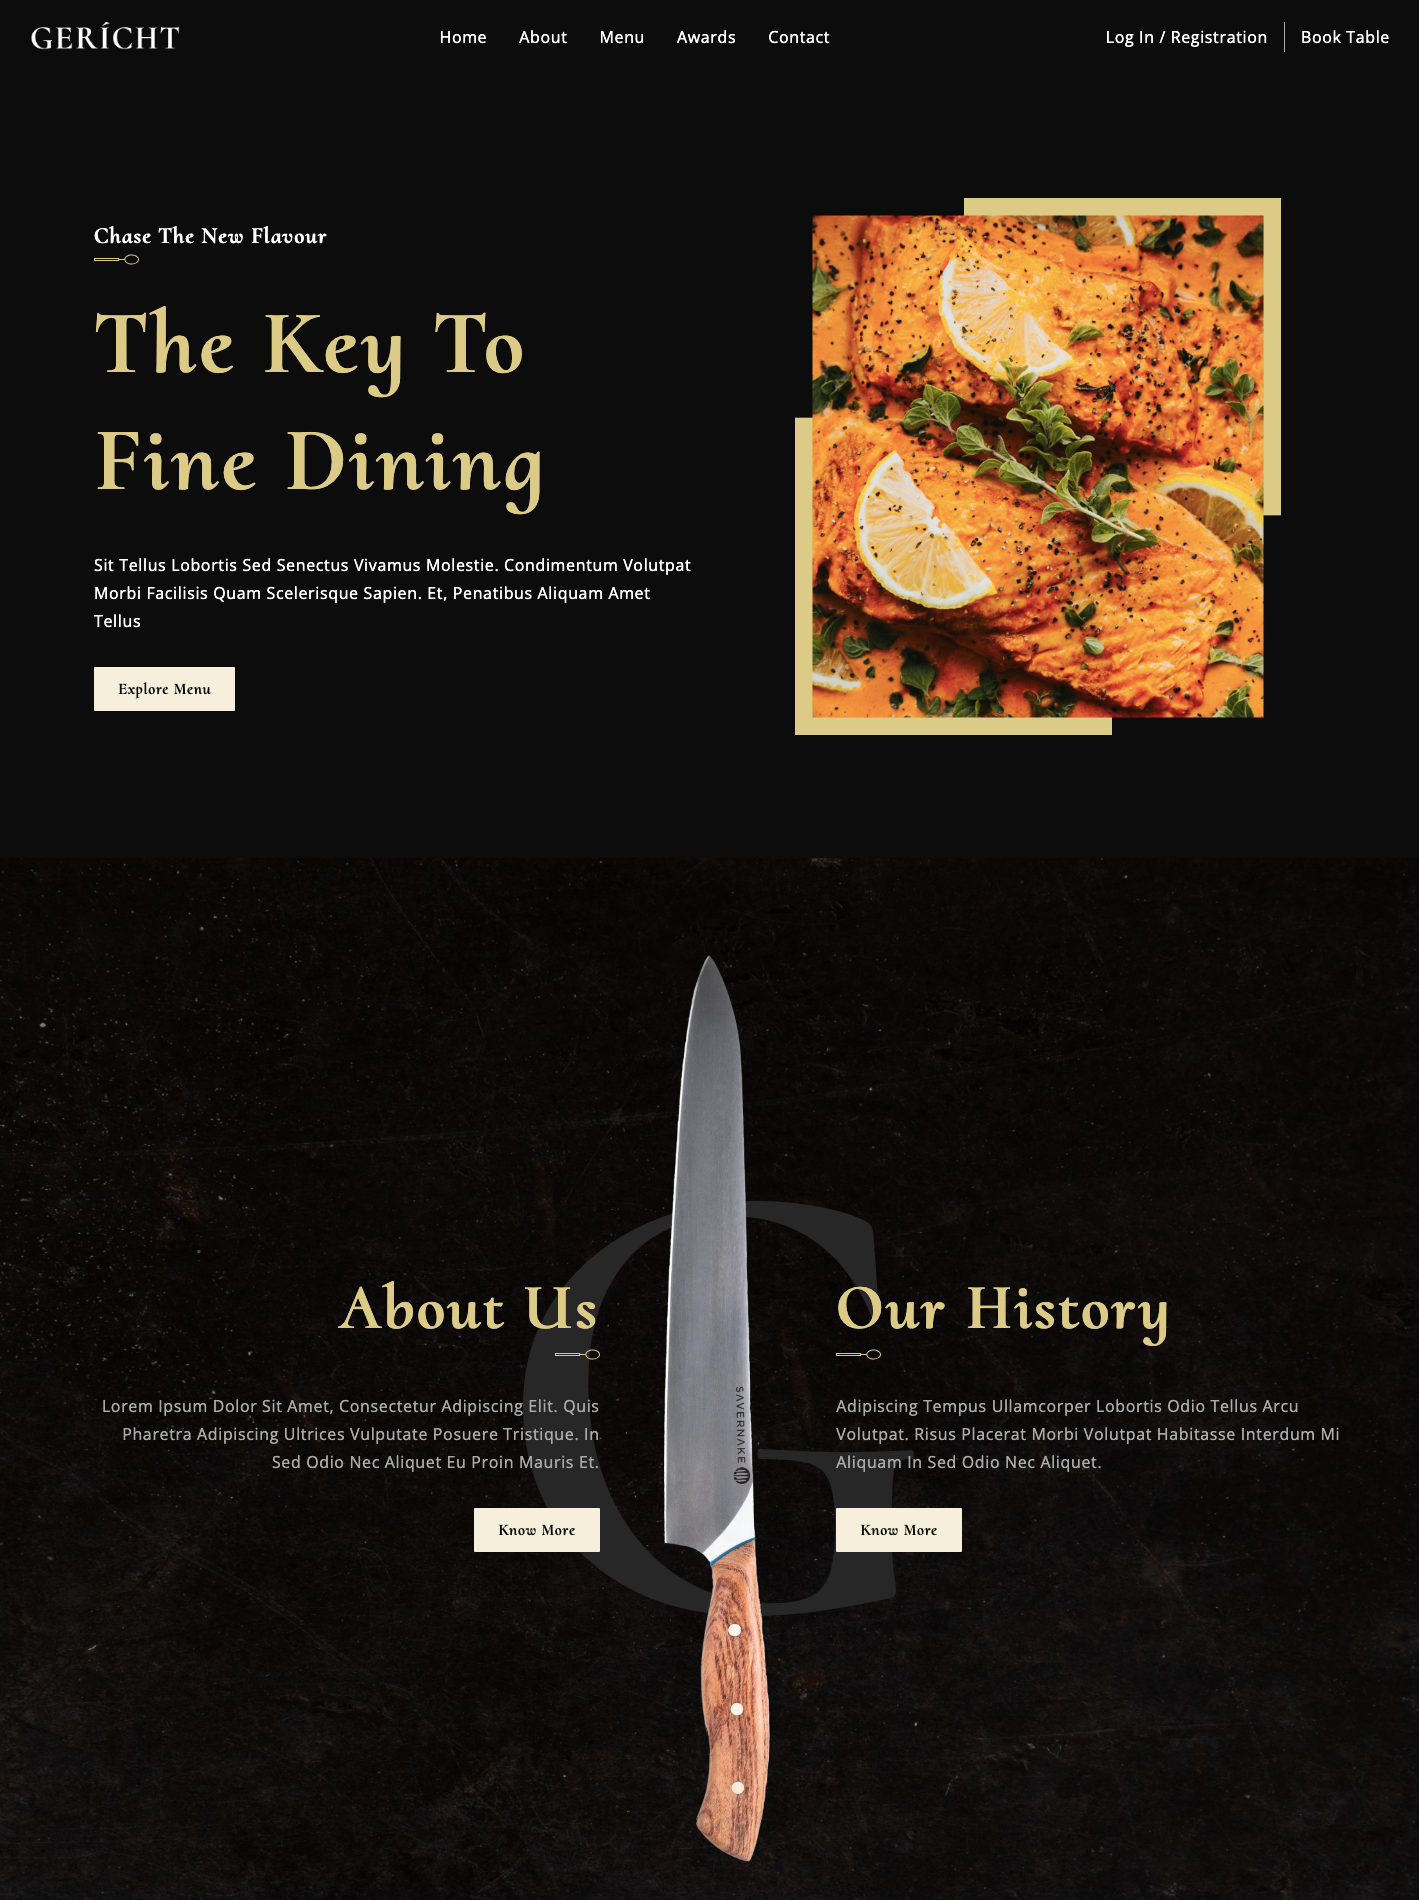 GERÍCHT
Home About Menu Awards Contact
Log In / Registration Book Table
Chase The New Flavour
The Key To
Fine Dining
Sit Tellus Lobortis Sed Senectus Vivamus Molestie. Condimentum Volutpat
Morbi Facilisis Quam Scelerisque Sapien. Et, Penatibus Aliquam Amet
Tellus
Explore Menu
G
About Us
Lorem Ipsum Dolor Sit Amet, Consectetur Adipiscing Elit. Quis
Pharetra Adipiscing Ultrices Vulputate Posuere Tristique. In
Sed Odio Nec Aliquet Eu Proin Mauris Et.
Know More
SAVERNAKE
Our History
Adipiscing Tempus Ullamcorper Lobortis Odio Tellus Arcu
Volutpat. Risus Placerat Morbi Volutpat Habitasse Interdum Mi
Aliquam In Sed Odio Nec Aliquet.
Know More